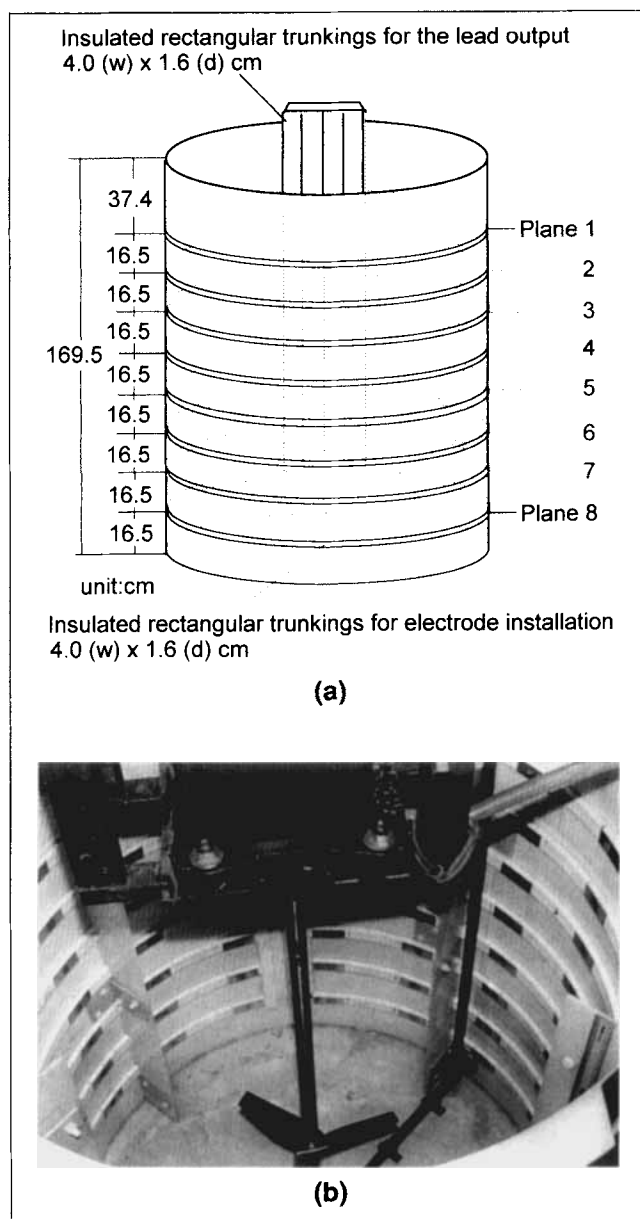 Insulated rectangular trunkings for the lead output
4.0 (w) x 1.6 (d) cm
37.4
Plane 1
16.5
2
16.5
3
16.5
4
169.5
16.5
5
16.5
6
16.5
7
16.5
Plane 8
16.5
unit:cm
Insulated rectangular trunkings for electrode installation
4.0 (w) x 1.6 (d) cm
(a)
(b)